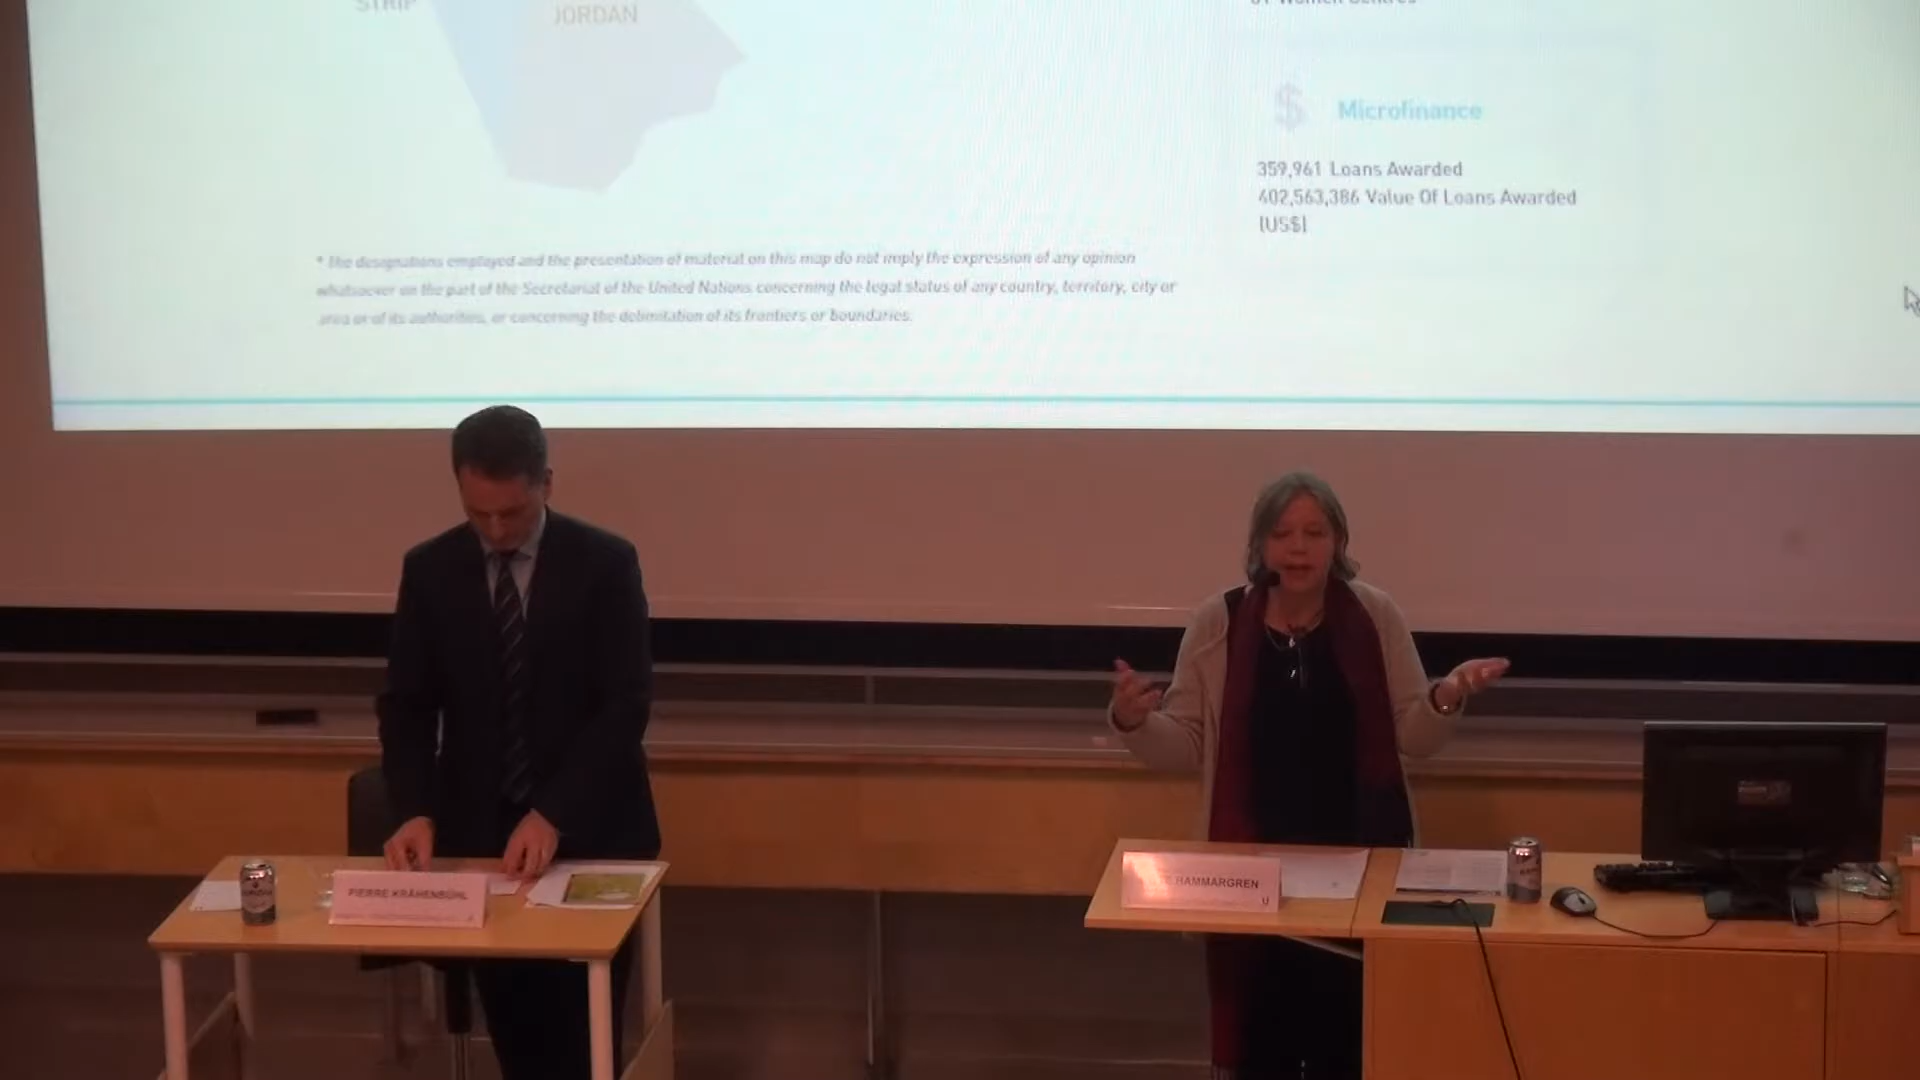 STRIP
JORDAN
Microfinance
359,961 Loans Awarded
402,563,386 Value Of Loans Awarded
(US$)
* The designations employed and the presentation of material on this map do not imply the expression of any opinion
whatsoever on the part of the Secretariat of the United Nations concerning the legal status of any country, territory, city or
area or of its authorities, or concerning the delimitation of its frontiers or boundaries.
PIERRE KRÄHENBÜHL
HAMMARGREN